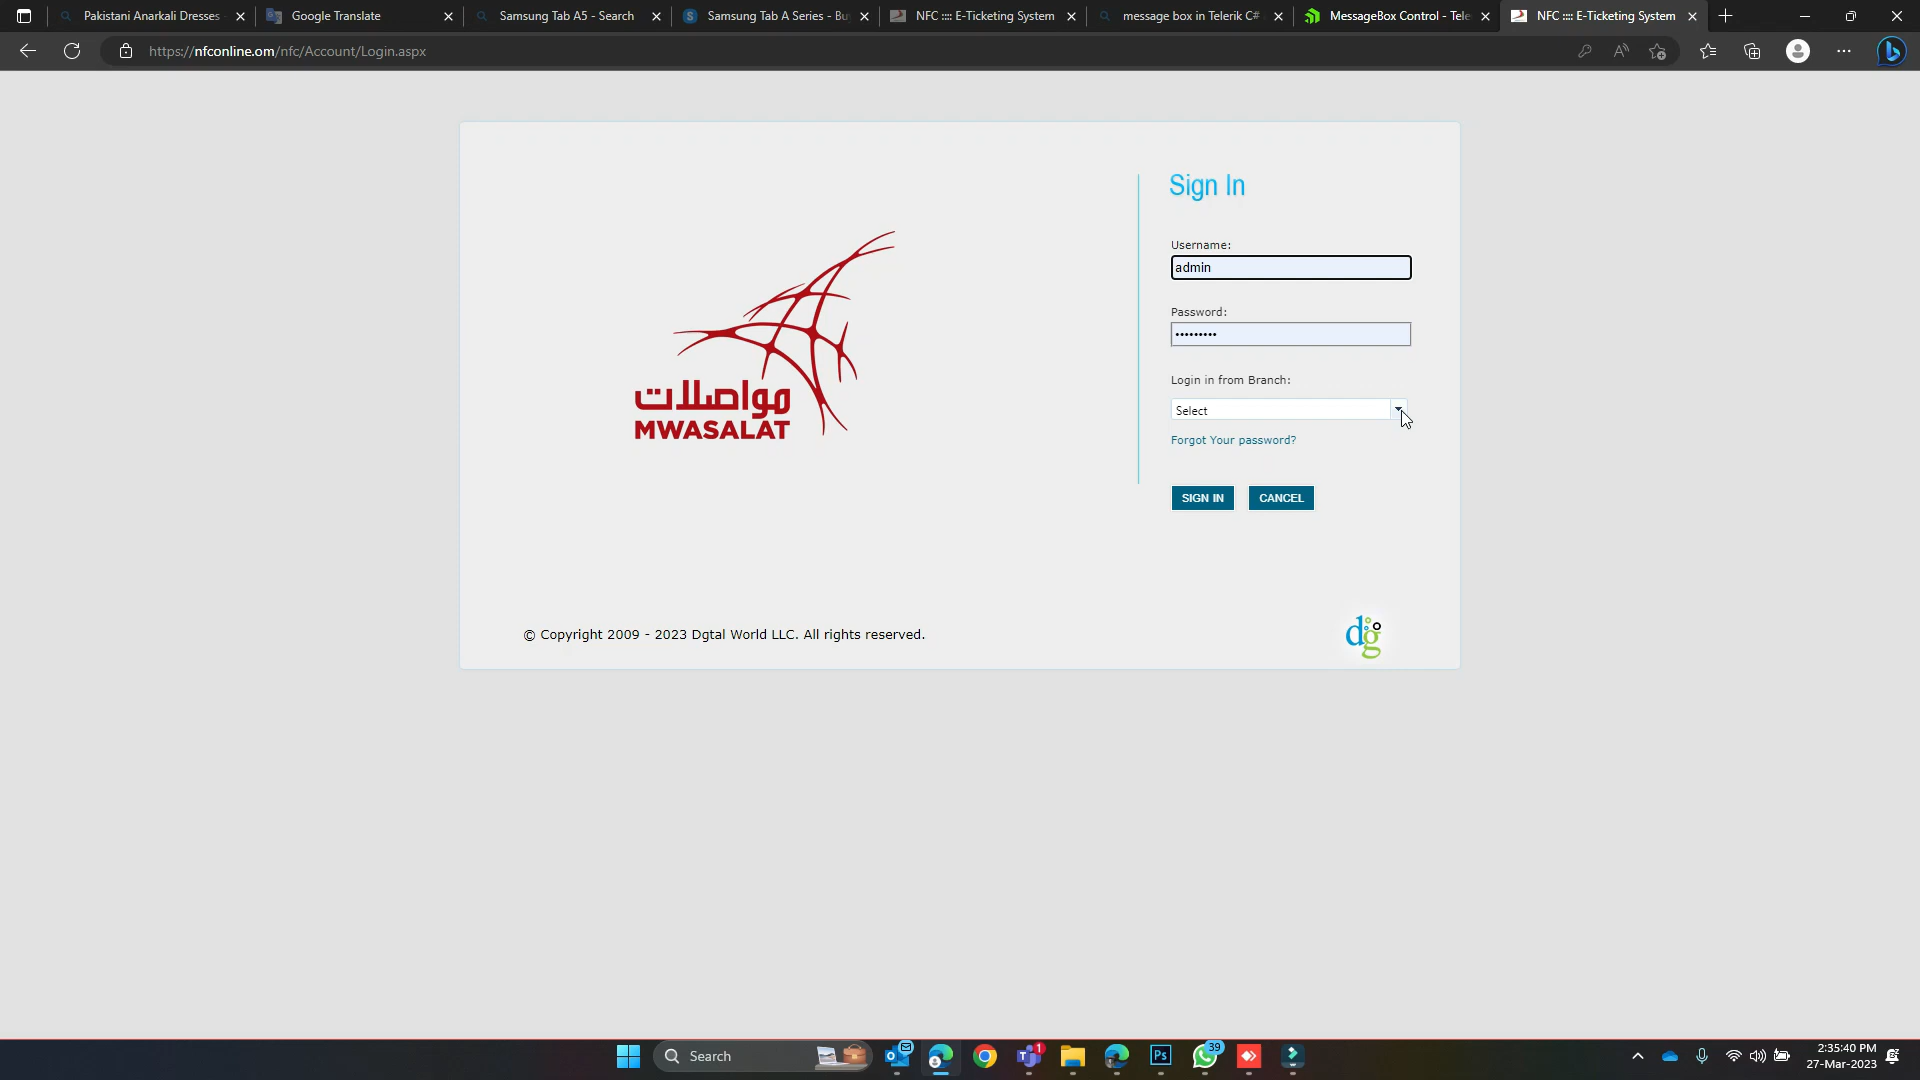 Pakistani Anarkali Dresses
Google Translate
Samsung Tab A5 - Search
Samsung Tab A Series - Bu
NFC :::: E-Ticketing System
message box in Telerik C#
MessageBox Control - Tele
NFC :::: E-Ticketing System
https://nfconline.om/nfc/Account/Login.aspx
Sign In
Username:
admin
Password:
•••••••••
Login in from Branch:
Select
Forgot Your password?
SIGN IN CANCEL
مواصلات
MWASALAT
© Copyright 2009 - 2023 Dgtal World LLC. All rights reserved.
dg
Search
1
Ps
39
2:35:40 PM
27-Mar-2023